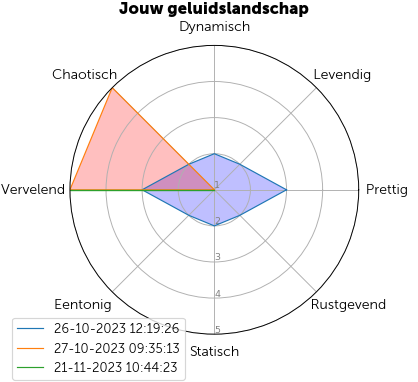 Jouw geluidslandschap
Dynamisch
Chaotisch
Levendig
Vervelend
1
Prettig
2
3
4
Eentonig
Rustgevend
5
Statisch
26-10-2023 12:19:26
27-10-2023 09:35:13
21-11-2023 10:44:23